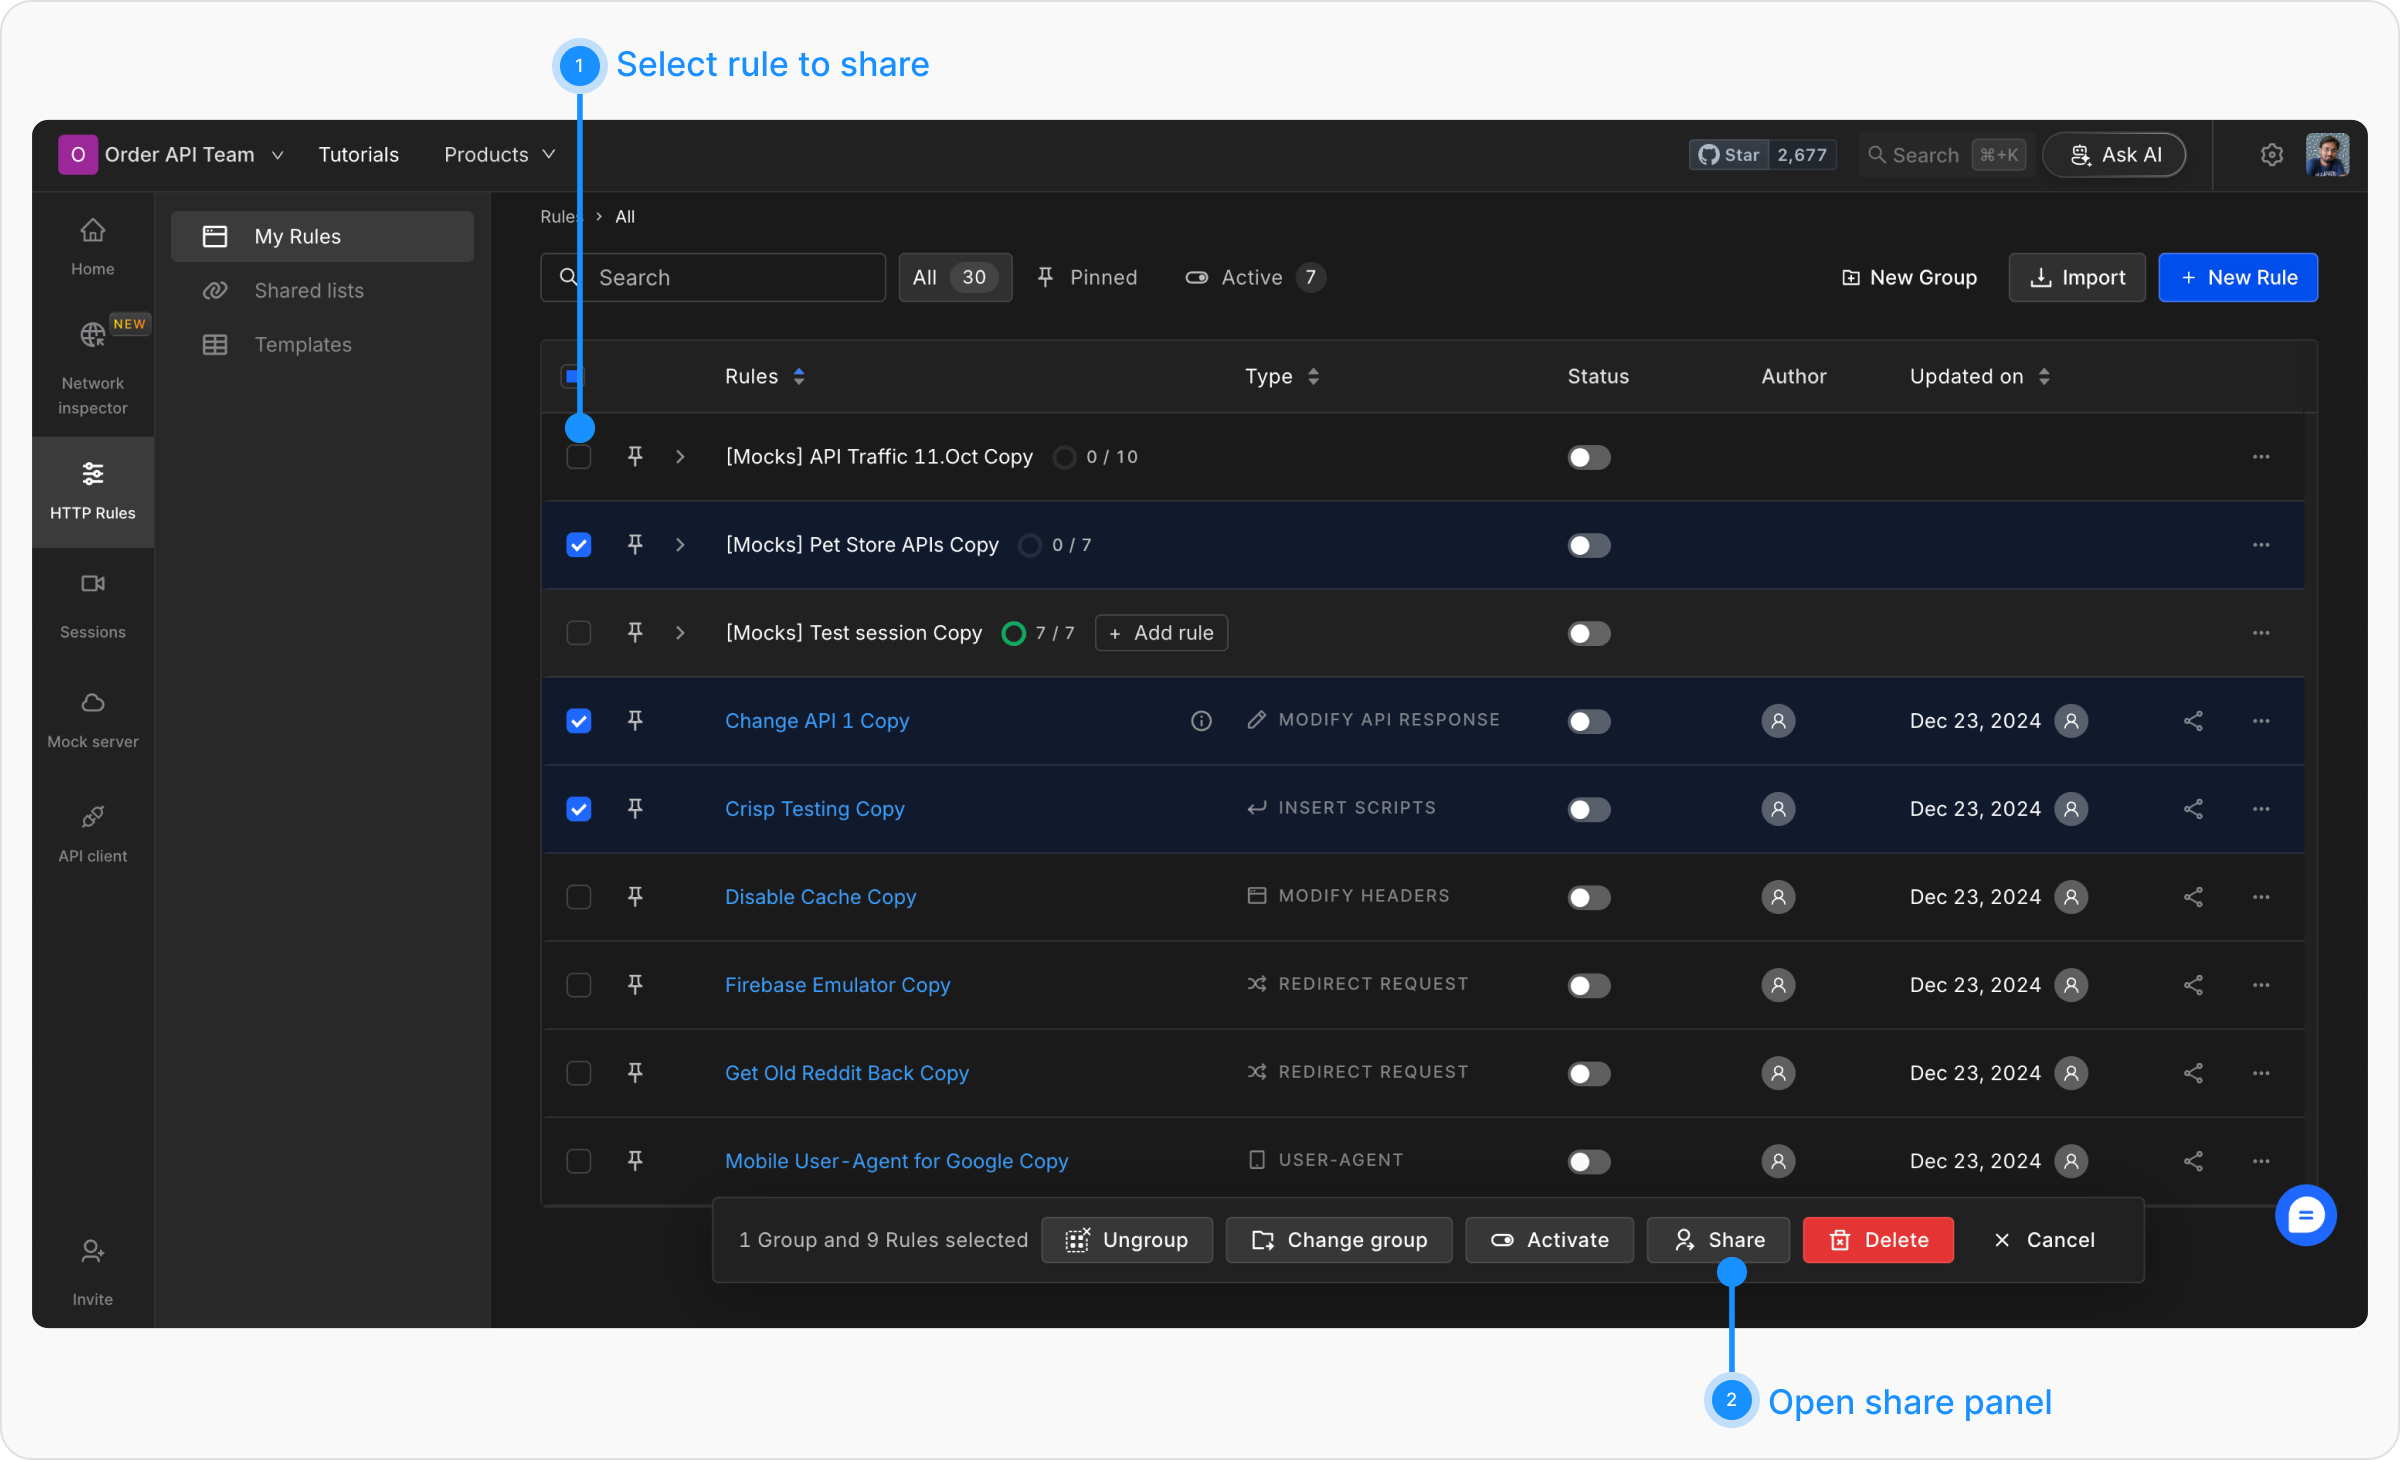 1 Select rule to share
O Order API Team Tutorials Products Star 2,677 Search ⌘+K Ask AI
Home
NEW
Network
inspector
HTTP Rules
Sessions
Mock server
API client
Invite
My Rules
Shared lists
Templates
Rules > All
Search All 30 Pinned Active 7 New Group Import + New Rule
Rules Type Status Author Updated on
[Mocks] API Traffic 11.Oct Copy 0 / 10 ...
[Mocks] Pet Store APIs Copy 0 / 7 ...
[Mocks] Test session Copy 7 / 7 + Add rule ...
Change API 1 Copy MODIFY API RESPONSE Dec 23, 2024 ...
Crisp Testing Copy INSERT SCRIPTS Dec 23, 2024 ...
Disable Cache Copy MODIFY HEADERS Dec 23, 2024 ...
Firebase Emulator Copy REDIRECT REQUEST Dec 23, 2024 ...
Get Old Reddit Back Copy REDIRECT REQUEST Dec 23, 2024 ...
Mobile User-Agent for Google Copy USER-AGENT Dec 23, 2024 ...
1 Group and 9 Rules selected Ungroup Change group Activate Share Delete × Cancel
2 Open share panel